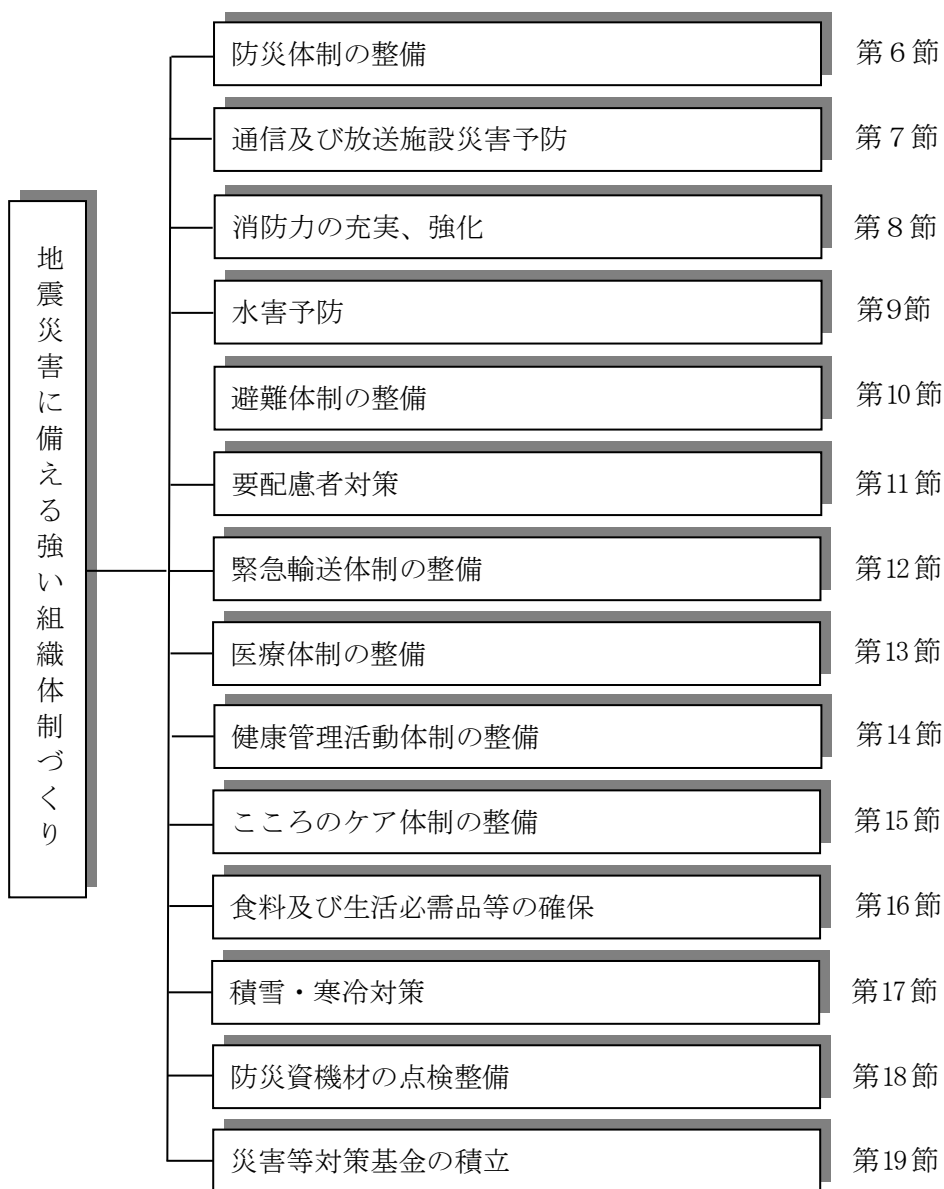 地震災害に備える強い組織体制づくり
防災体制の整備 第6節
通信及び放送施設災害予防 第7節
消防力の充実、強化 第8節
水害予防 第9節
避難体制の整備 第10節
要配慮者対策 第11節
緊急輸送体制の整備 第12節
医療体制の整備 第13節
健康管理活動体制の整備 第14節
こころのケア体制の整備 第15節
食料及び生活必需品等の確保 第16節
積雪・寒冷対策 第17節
防災資機材の点検整備 第18節
災害等対策基金の積立 第19節